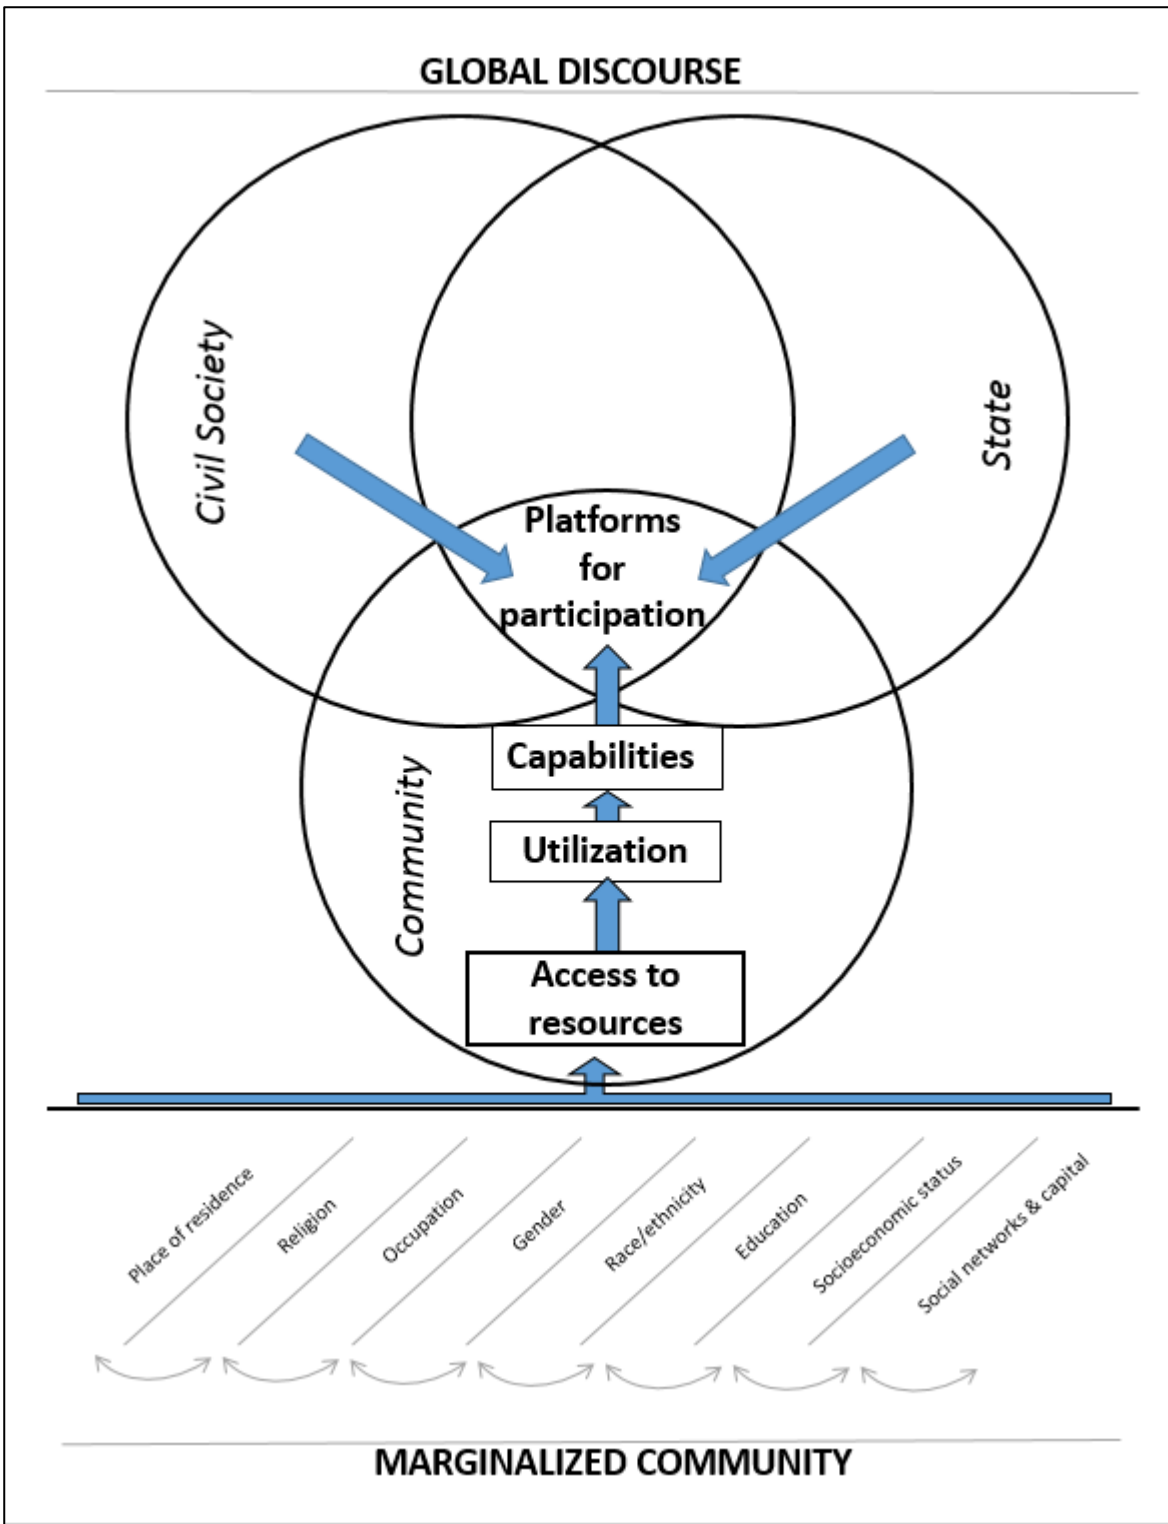 GLOBAL DISCOURSE
Civil Society
State
Platforms
for
participation
Capabilities
Community
Utilization
Access to
resources
Place of residence
Religion
Occupation
Gender
Race/ethnicity
Education
Socioeconomic status
Social networks & capital
MARGINALIZED COMMUNITY